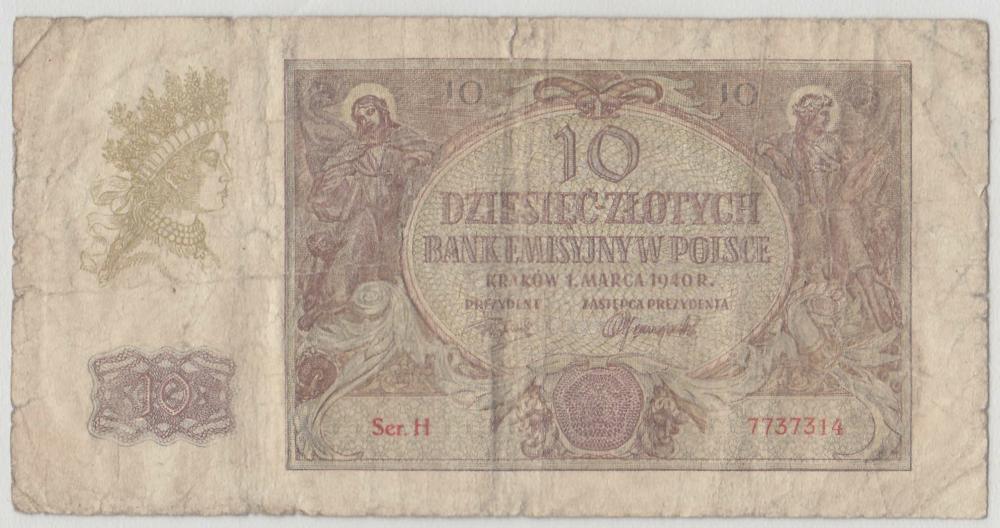 10 10
10
DZIESIĘĆ ZŁOTYCH
BANK EMISYJNY W POLSCE
KRAKÓW 1. MARCA 1940 R.
PREZYDENT ZASTĘPCA PREZYDENTA
Ser. H 7737314
10